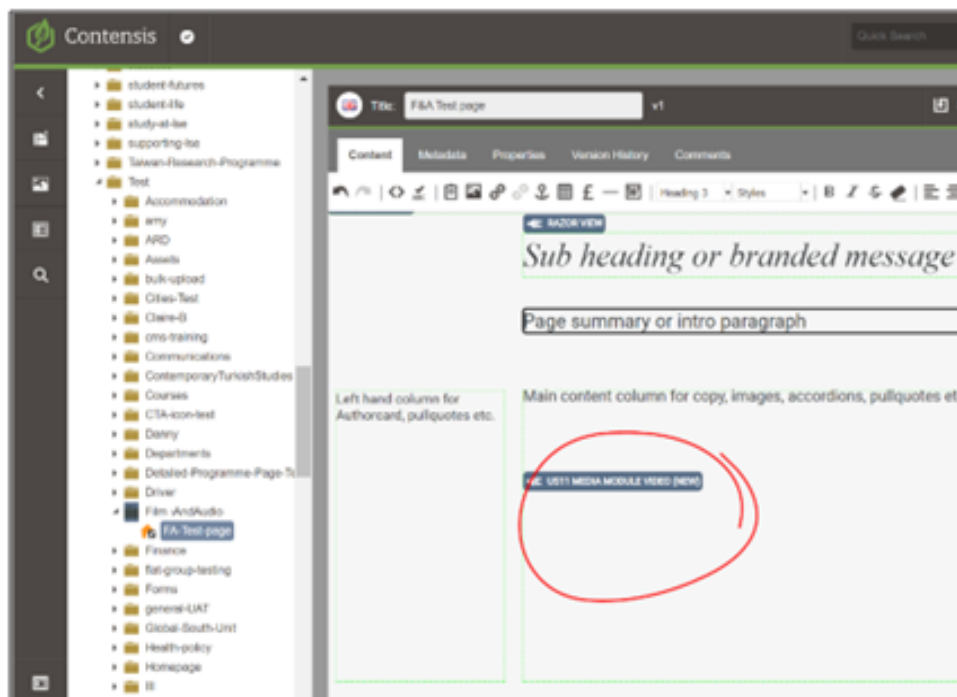 Contensis
Quick Search
student-futures
student-life
study-at-lse
supporting-lse
Taiwan-Research-Programme
Test
Accommodation
amy
ARD
Assets
bulk-upload
Cities-Test
Claire-B
cms-training
Communications
ContemporaryTurkishStudies
Courses
CTA-icon-test
Danny
Departments
Detailed-Programme-Page-Te
Driver
Film-AndAudio
FA-Test-page
Finance
flat-group-testing
Forms
general-UAT
Global-South-Unit
Health-policy
Homepage
Title: F&A Test page v1
Content Metadata Properties Version History Comments
Heading 3 Styles B I S
RAZOR VIEW
Sub heading or branded message
Page summary or intro paragraph
Left hand column for
Authorcard, pullquotes etc.
Main content column for copy, images, accordions, pullquotes et
US11 MEDIA MODULE VIDEO (NEW)